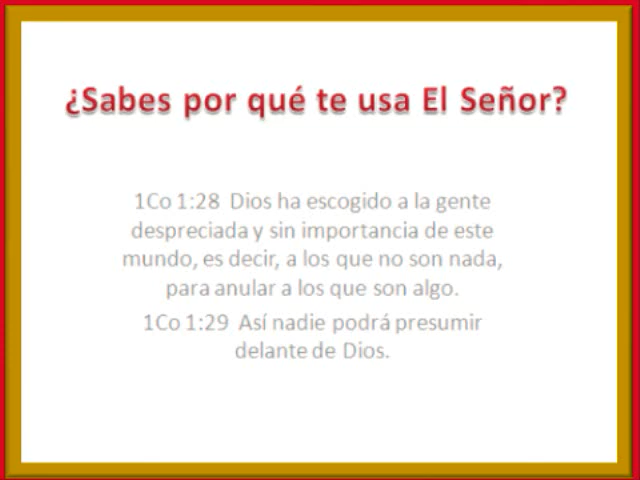 ¿Sabes por qué te usa El Señor?
1Co 1:28 Dios ha escogido a la gente
despreciada y sin importancia de este
mundo, es decir, a los que no son nada,
para anular a los que son algo.
1Co 1:29 Así nadie podrá presumir
delante de Dios.